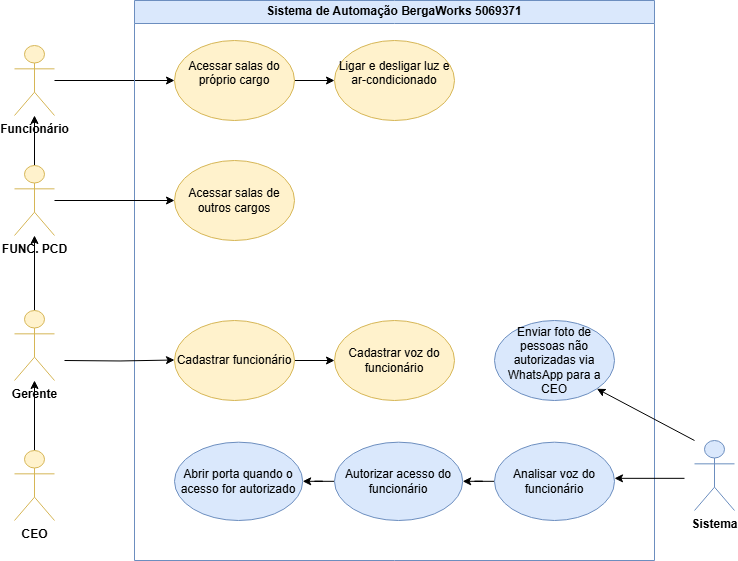 Sistema de Automação BergaWorks 5069371
Funcionário
Acessar salas do
próprio cargo
Ligar e desligar luz e
ar-condicionado
FUNC. PCD
Acessar salas de
outros cargos
Gerente
Cadastrar funcionário
Cadastrar voz do
funcionário
Enviar foto de
pessoas não
autorizadas via
WhatsApp para a
CEO
CEO
Abrir porta quando o
acesso for autorizado
Autorizar acesso do
funcionário
Analisar voz do
funcionário
Sistema